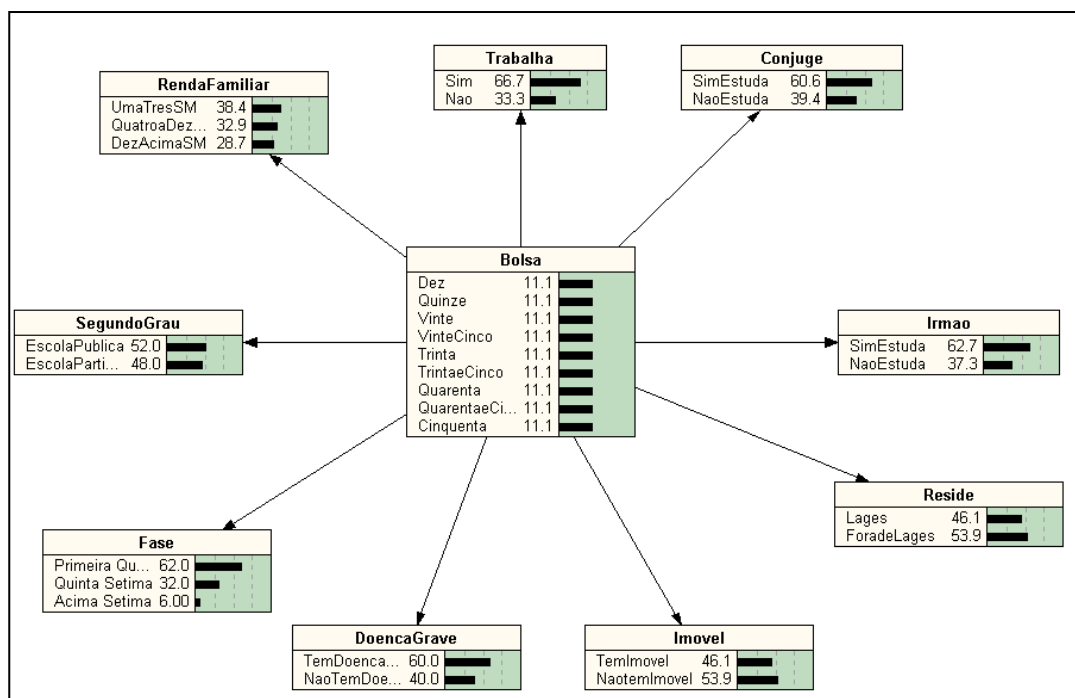 Trabalha
Sim 66.7
Nao 33.3
Conjuge
SimEstuda 60.6
NaoEstuda 39.4
RendaFamiliar
UmaTresSM 38.4
QuatroaDez... 32.9
DezAcimaSM 28.7
Bolsa
Dez 11.1
Quinze 11.1
Vinte 11.1
VinteCinco 11.1
Trinta 11.1
TrintaeCinco 11.1
Quarenta 11.1
QuarentaeCi... 11.1
Cinquenta 11.1
SegundoGrau
EscolaPublica 52.0
EscolaParti... 48.0
Irmao
SimEstuda 62.7
NaoEstuda 37.3
Reside
Lages 46.1
ForadeLages 53.9
Fase
Primeira Qu... 62.0
Quinta Setima 32.0
Acima Setima 6.00
DoencaGrave
TemDoenca... 60.0
NaoTemDoe... 40.0
Imovel
TemImovel 46.1
NaotemImovel 53.9